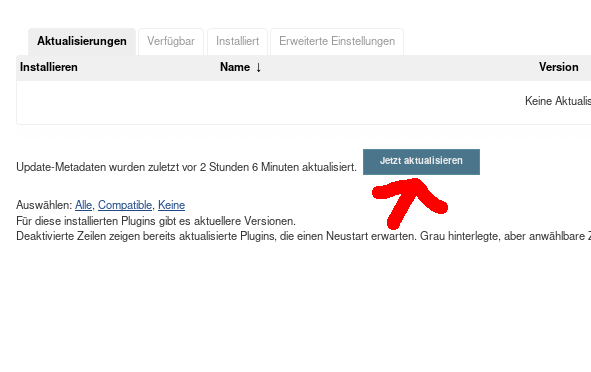 Aktualisierungen Verfügbar Installiert Erweiterte Einstellungen
Installieren Name ↓ Version
Keine
Update-Metadaten wurden zuletzt vor 2 Stunden 6 Minuten aktualisiert. Jetzt aktualisieren
Auswählen: Alle, Compatible, Keine
Für diese installierten Plugins gibt es aktuellere Versionen.
Deaktivierte Zeilen zeigen bereits aktualisierte Plugins, die einen Neustart erwarten. Grau hinterlegte, aber anwählbare